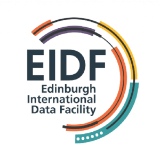 EIDF
Edinburgh
International
Data Facility